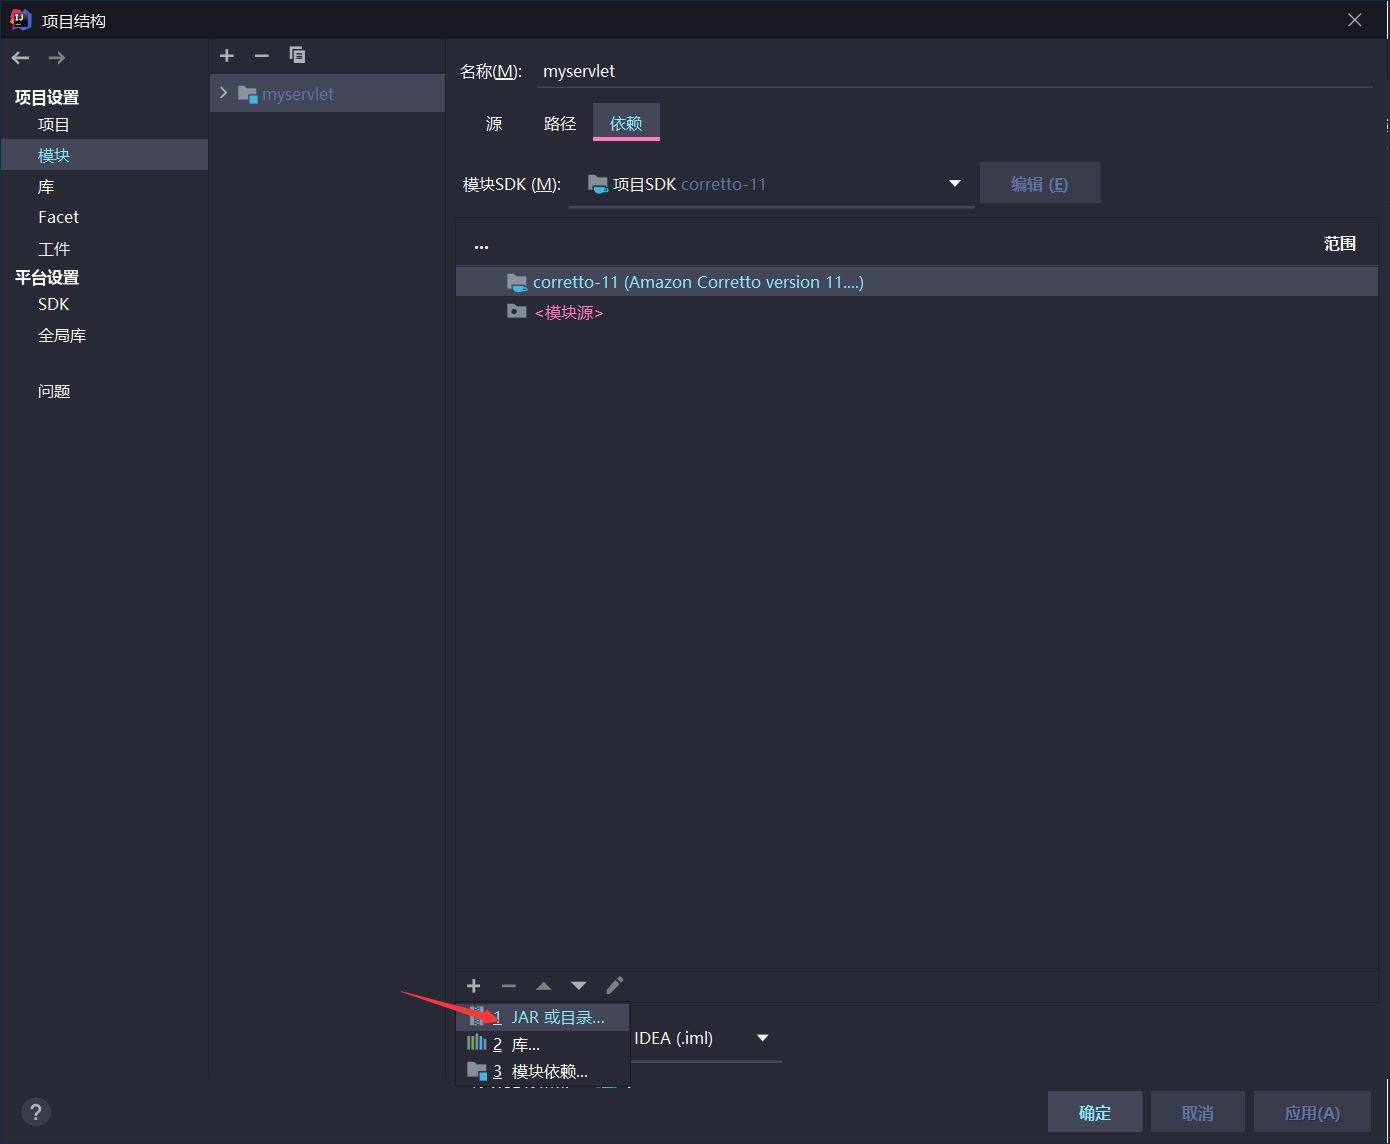 项目结构
项目设置
项目
模块
库
Facet
工件
平台设置
SDK
全局库
问题
myservlet
名称(M): myservlet
源 路径 依赖
模块SDK (M): 项目SDK corretto-11 编辑 (E)
... 范围
corretto-11 (Amazon Corretto version 11....)
<模块源>
1 JAR 或目录...
2 库...
3 模块依赖...
IDEA (.iml)
?
确定 取消 应用(A)